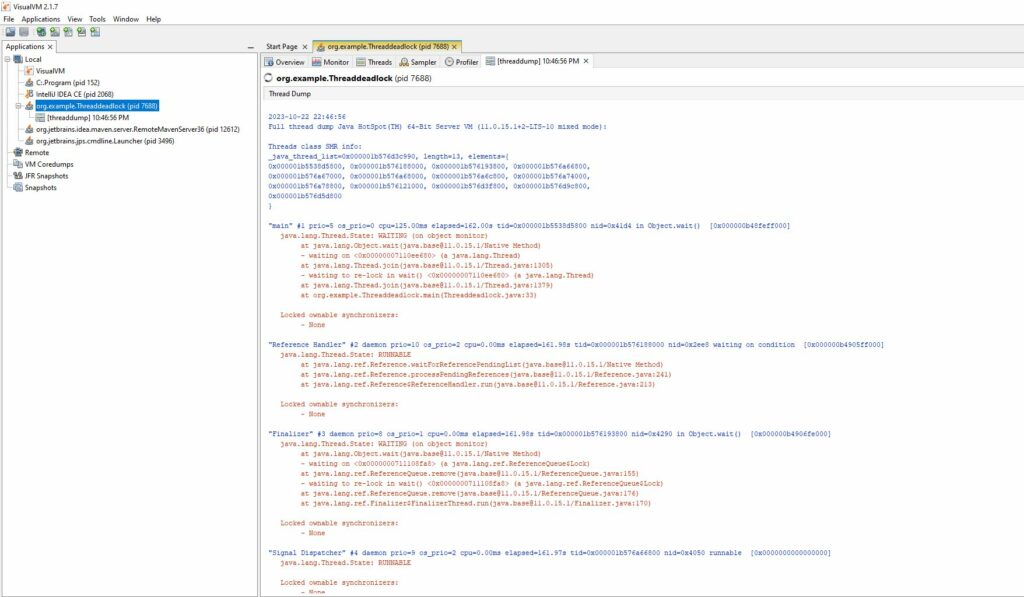 VisualVM 2.1.7
File Applications View Tools Window Help
Applications ×
Local
VisualVM
C:Program (pid 152)
IntelliJ IDEA CE (pid 2068)
org.example.Threaddeadlock (pid 7688)
[threaddump] 10:46:56 PM
org.jetbrains.idea.maven.server.RemoteMavenServer36 (pid 12612)
org.jetbrains.jps.cmdline.Launcher (pid 3496)
Remote
VM Coredumps
JFR Snapshots
Snapshots
Start Page × org.example.Threaddeadlock (pid 7688) ×
Overview Monitor Threads Sampler Profiler [threaddump] 10:46:56 PM ×
org.example.Threaddeadlock (pid 7688)
Thread Dump
2023-10-22 22:46:56
Full thread dump Java HotSpot(TM) 64-Bit Server VM (11.0.15.1+2-LTS-10 mixed mode):
Threads class SMR info:
_java_thread_list=0x000001b576d3c990, length=13, elements={
0x000001b5538d5800, 0x000001b576188000, 0x000001b576193800, 0x000001b576a66800,
0x000001b576a67000, 0x000001b576a68000, 0x000001b576a6c800, 0x000001b576a74000,
0x000001b576a78800, 0x000001b576121000, 0x000001b576d3f800, 0x000001b576d9c800,
0x000001b576d5d800
}
"main" #1 prio=5 os_prio=0 cpu=125.00ms elapsed=162.00s tid=0x000001b5538d5800 nid=0x41d4 in Object.wait() [0x000000b48feff000]
java.lang.Thread.State: WAITING (on object monitor)
at java.lang.Object.wait(java.base@11.0.15.1/Native Method)
- waiting on <0x00000007110ee680> (a java.lang.Thread)
at java.lang.Thread.join(java.base@11.0.15.1/Thread.java:1305)
- waiting to re-lock in wait() <0x00000007110ee680> (a java.lang.Thread)
at java.lang.Thread.join(java.base@11.0.15.1/Thread.java:1379)
at org.example.Threaddeadlock.main(Threaddeadlock.java:33)
Locked ownable synchronizers:
- None
"Reference Handler" #2 daemon prio=10 os_prio=2 cpu=0.00ms elapsed=161.98s tid=0x000001b576188000 nid=0x2ee8 waiting on condition [0x000000b4905ff000]
java.lang.Thread.State: RUNNABLE
at java.lang.ref.Reference.waitForReferencePendingList(java.base@11.0.15.1/Native Method)
at java.lang.ref.Reference.processPendingReferences(java.base@11.0.15.1/Reference.java:241)
at java.lang.ref.Reference$ReferenceHandler.run(java.base@11.0.15.1/Reference.java:213)
Locked ownable synchronizers:
- None
"Finalizer" #3 daemon prio=8 os_prio=1 cpu=0.00ms elapsed=161.98s tid=0x000001b576193800 nid=0x4290 in Object.wait() [0x000000b4906fe000]
java.lang.Thread.State: WAITING (on object monitor)
at java.lang.Object.wait(java.base@11.0.15.1/Native Method)
- waiting on <0x0000000711108fa8> (a java.lang.ref.ReferenceQueue$Lock)
at java.lang.ref.ReferenceQueue.remove(java.base@11.0.15.1/ReferenceQueue.java:155)
- waiting to re-lock in wait() <0x0000000711108fa8> (a java.lang.ref.ReferenceQueue$Lock)
at java.lang.ref.ReferenceQueue.remove(java.base@11.0.15.1/ReferenceQueue.java:176)
at java.lang.ref.Finalizer$FinalizerThread.run(java.base@11.0.15.1/Finalizer.java:170)
Locked ownable synchronizers:
- None
"Signal Dispatcher" #4 daemon prio=9 os_prio=2 cpu=0.00ms elapsed=161.97s tid=0x000001b576a66800 nid=0x4050 runnable [0x0000000000000000]
java.lang.Thread.State: RUNNABLE
Locked ownable synchronizers:
- None